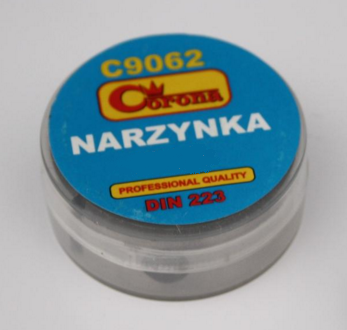 C9062
Corona
NARZYNKA
PROFESSIONAL QUALITY
DIN 223